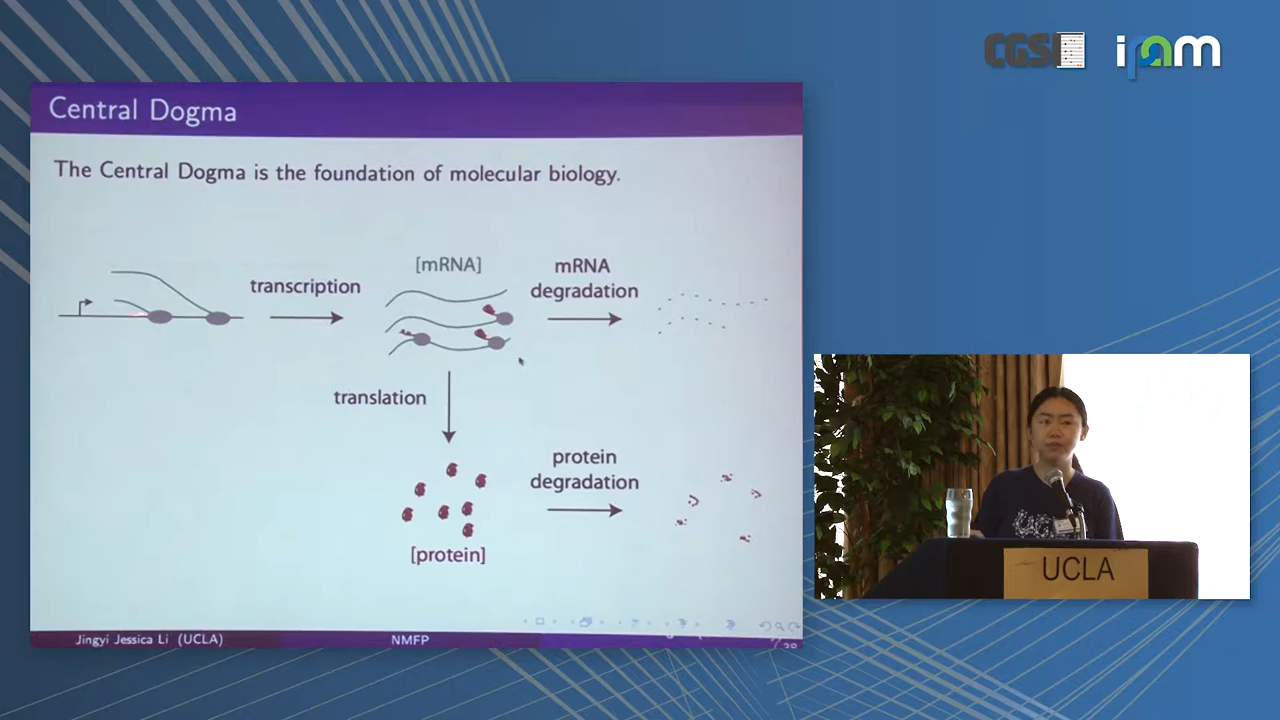 CGSI
ipam
Central Dogma
The Central Dogma is the foundation of molecular biology.
transcription
[mRNA]
mRNA
degradation
translation
protein
degradation
[protein]
Jingyi Jessica Li (UCLA)
NMFP
UCLA